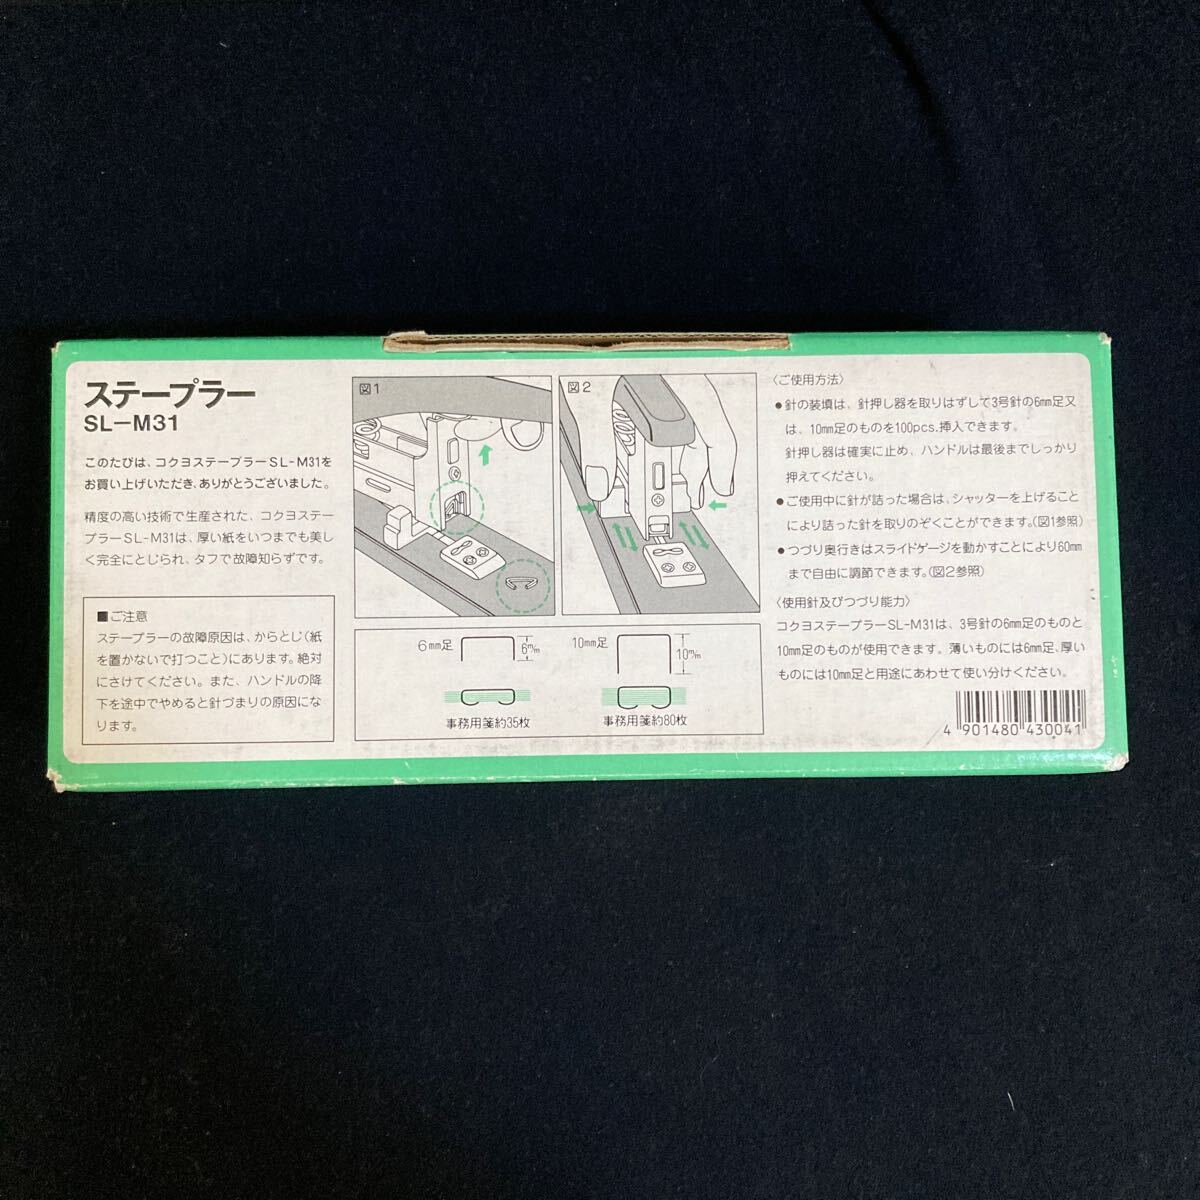 ステープラー
SL-M31
このたびは、コクヨステープラーSL-M31を
お買い上げいただき、ありがとうございました。
精度の高い技術で生産された、コクヨステー
プラーSL-M31は、厚い紙をいつまでも美し
く完全にとじられ、タフで故障知らずです。
■ご注意
ステープラーの故障原因は、からとじ(紙
を置かないで打つこと)にあります。絶対
にさけてください。また、ハンドルの降
下を途中でやめると針づまりの原因にな
ります。
図1
図2
6mm足
6m/m
10mm足
10m/m
事務用箋約35枚
事務用箋約80枚
〈ご使用方法〉
●針の装填は、針押し器を取りはずして3号針の6mm足又
は、10mm足のものを100pcs.挿入できます。
針押し器は確実に止め、ハンドルは最後までしっかり
押えてください。
●ご使用中に針が詰った場合は、シャッターを上げること
により詰った針を取りのぞくことができます。(図1参照)
●つづり奥行きはスライドゲージを動かすことにより60mm
まで自由に調節できます。(図2参照)
〈使用針及びつづり能力〉
コクヨステープラーSL-M31は、3号針の6mm足のものと
10mm足のものが使用できます。薄いものには6mm足、厚い
ものには10mm足と用途にあわせて使い分けください。
4 901480 430041